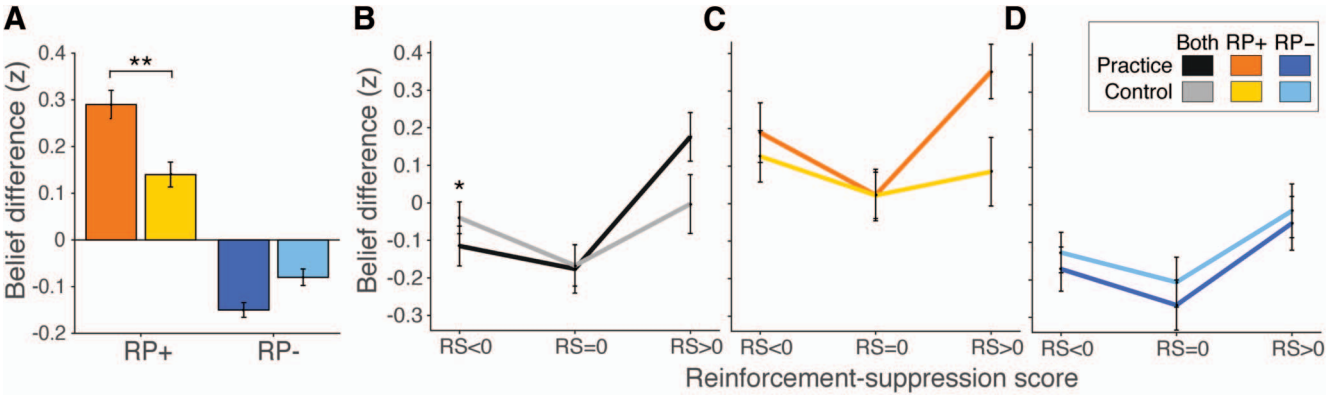 A
B
C
D
Belief difference (z)
0.4
0.3
0.2
0.1
0
-0.1
-0.2
**
RP+
RP-
Belief difference (z)
0.4
0.3
0.2
0.1
0
-0.1
-0.2
-0.3
*
RS<0
RS=0
RS>0
RS<0
RS=0
RS>0
RS<0
RS=0
RS>0
Reinforcement-suppression score
Both RP+ RP–
Practice
Control